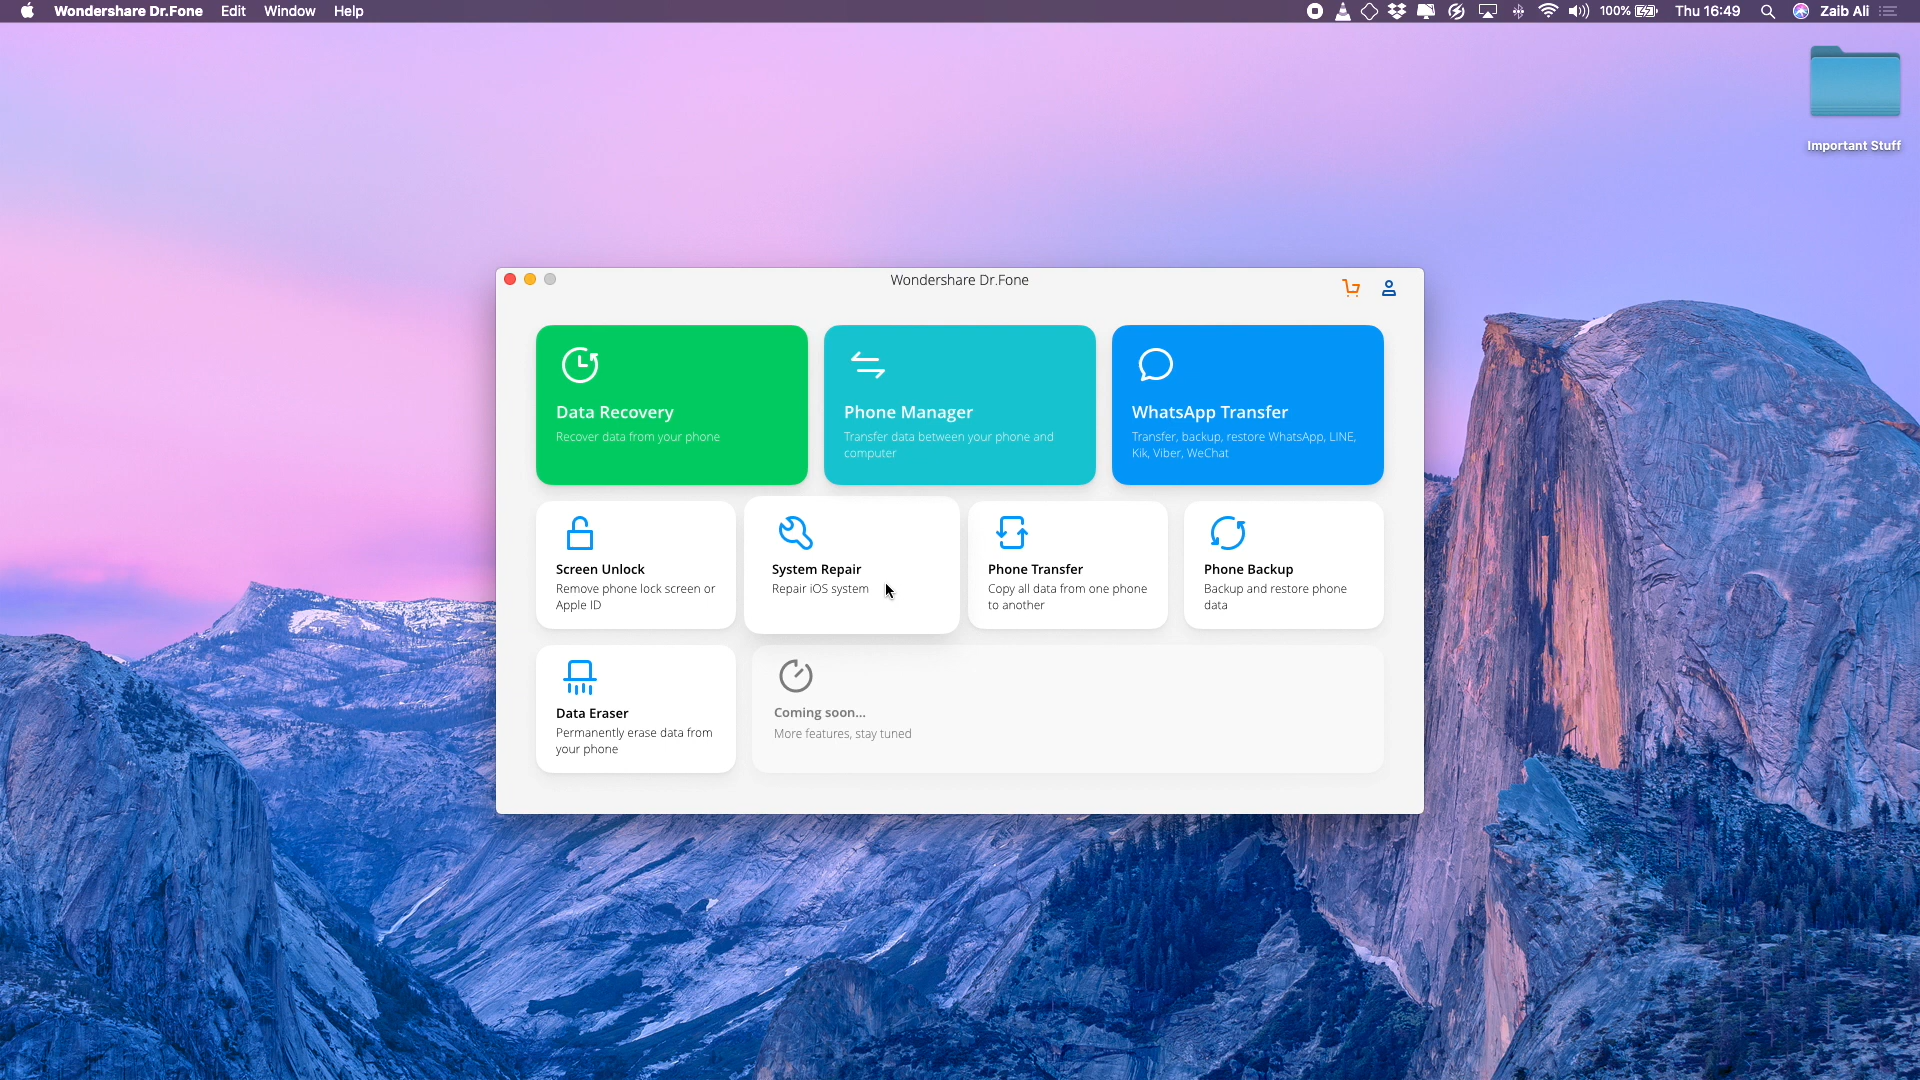 Wondershare Dr.Fone Edit Window Help 100% Thu 16:49 Zaib Ali
Important Stuff
Wondershare Dr.Fone
Data Recovery
Recover data from your phone
Phone Manager
Transfer data between your phone and
computer
WhatsApp Transfer
Transfer, backup, restore WhatsApp, LINE,
Kik, Viber, WeChat
Screen Unlock
Remove phone lock screen or
Apple ID
System Repair
Repair iOS system
Phone Transfer
Copy all data from one phone
to another
Phone Backup
Backup and restore phone
data
Data Eraser
Permanently erase data from
your phone
Coming soon...
More features, stay tuned